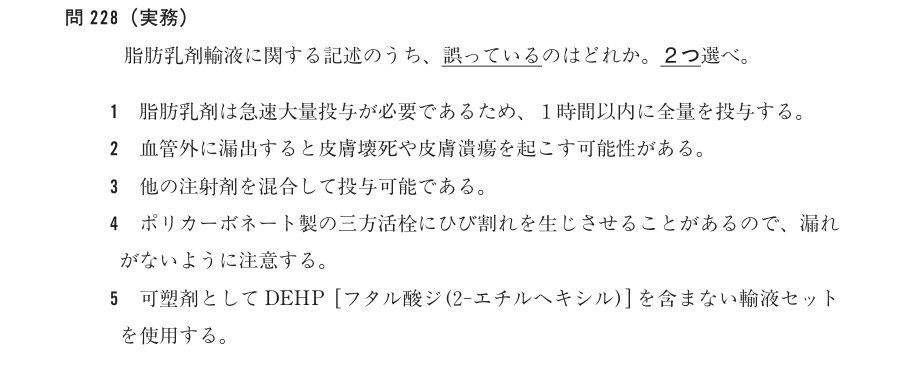 問228（実務）
脂肪乳剤輸液に関する記述のうち、誤っているのはどれか。2つ選べ。
1 脂肪乳剤は急速大量投与が必要であるため、1時間以内に全量を投与する。
2 血管外に漏出すると皮膚壊死や皮膚潰瘍を起こす可能性がある。
3 他の注射剤を混合して投与可能である。
4 ポリカーボネート製の三方活栓にひび割れを生じさせることがあるので、漏れ
がないように注意する。
5 可塑剤としてDEHP［フタル酸ジ(2-エチルヘキシル)］を含まない輸液セット
を使用する。